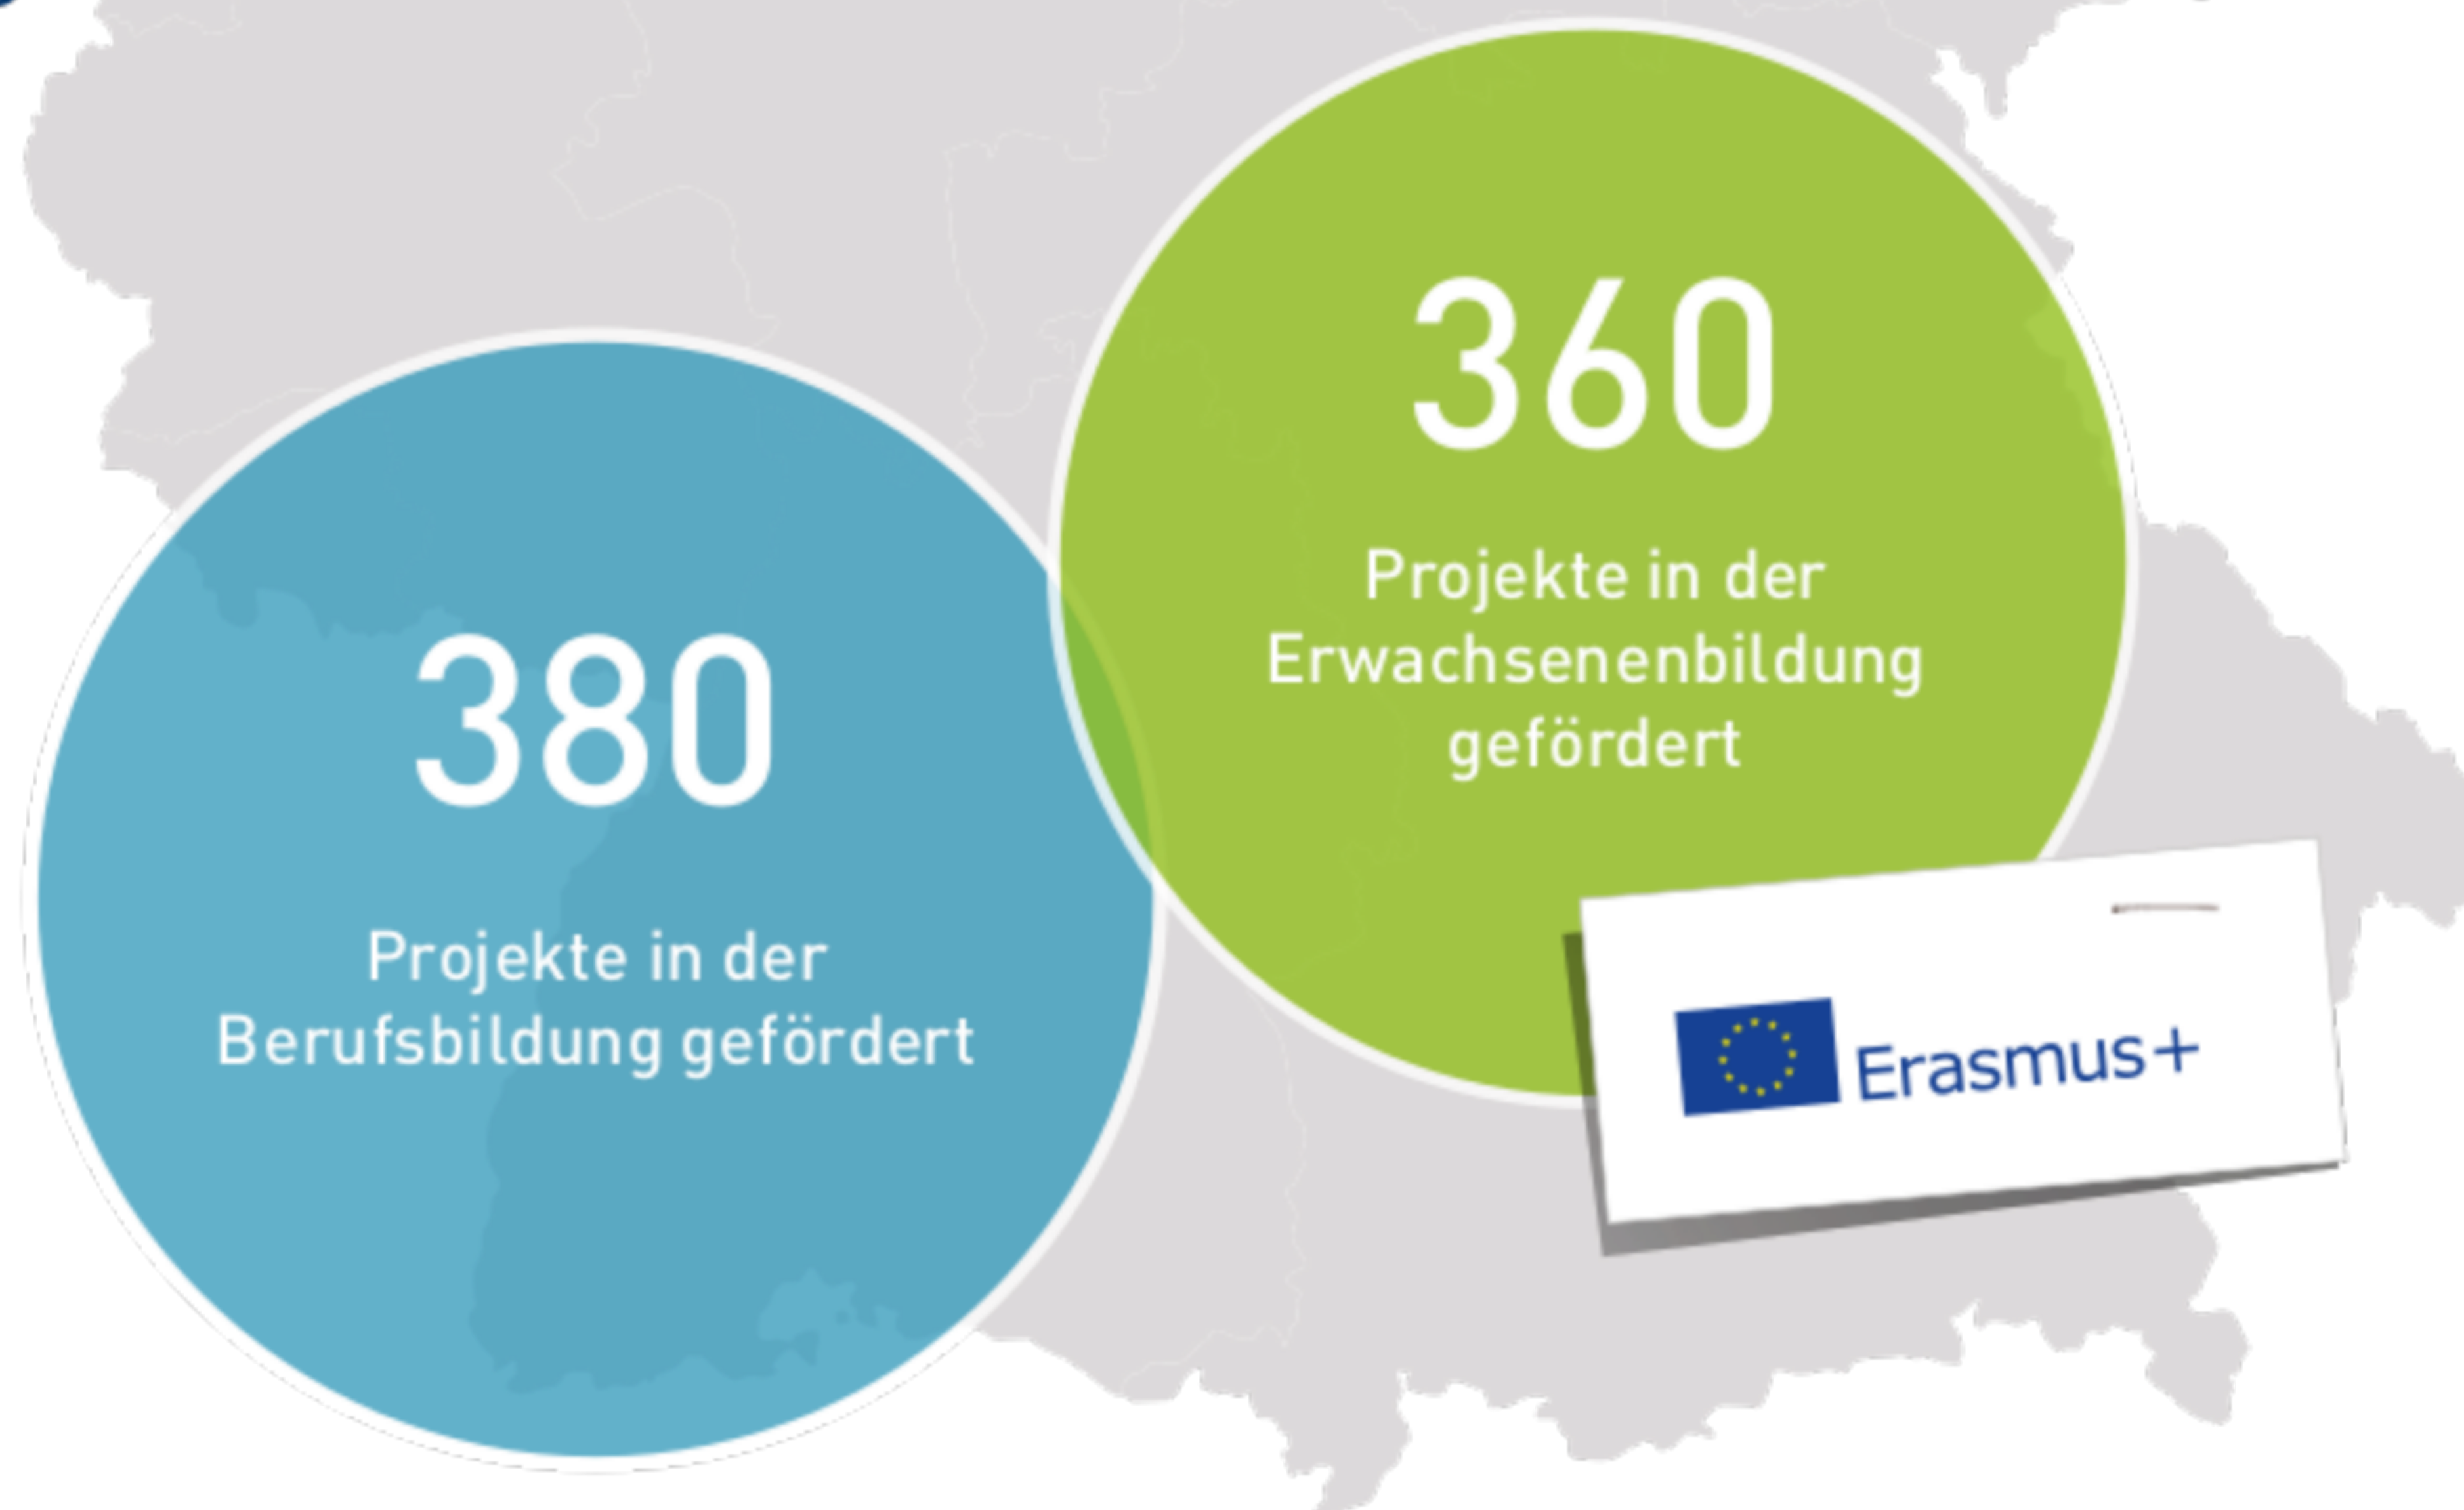 360
Projekte in der
Erwachsenenbildung
gefördert
380
Projekte in der
Berufsbildung gefördert
Erasmus+